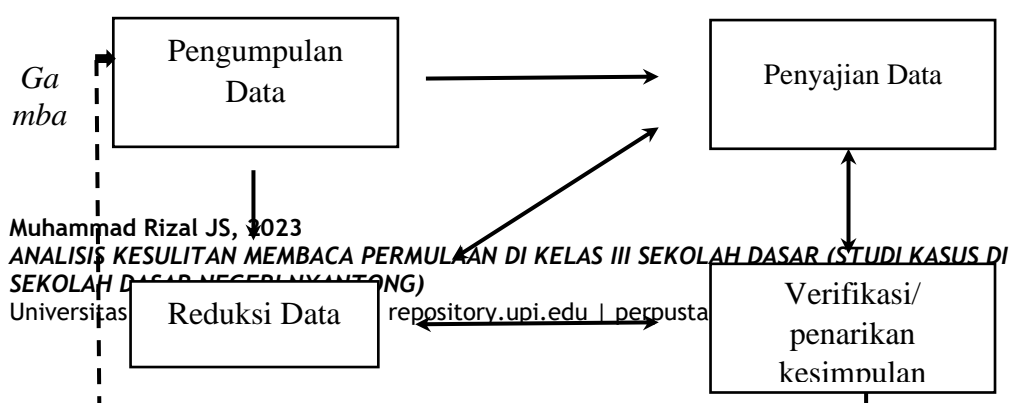 Pengumpulan
Data
Penyajian Data
Ga
mba
Muhammad Rizal JS, 2023
ANALISIS KESULITAN MEMBACA PERMULAAN DI KELAS III SEKOLAH DASAR (STUDI KASUS DI
SEKOLAH DASAR NEGERI NYANTONG)
Universitas repository.upi.edu |
Reduksi Data
Verifikasi/
penarikan
kesimpulan